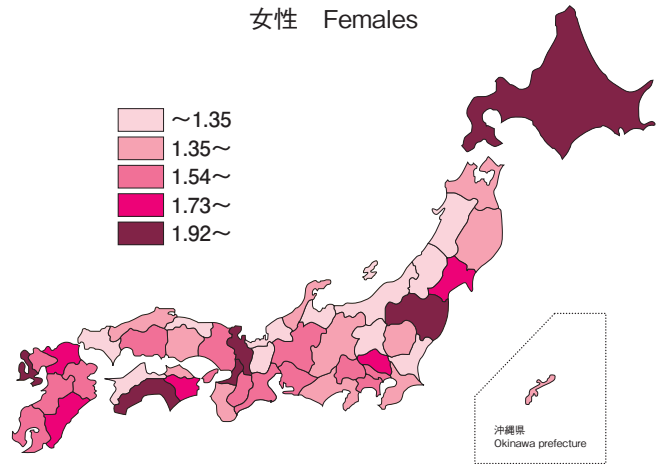 女性　Females
～1.35
1.35～
1.54～
1.73～
1.92～
沖縄県
Okinawa prefecture